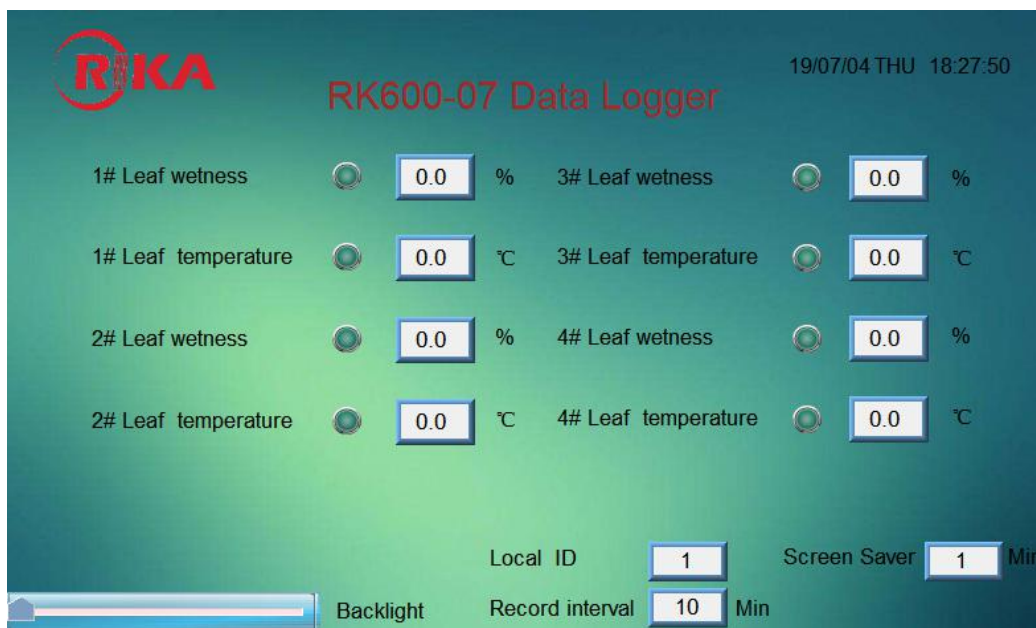 RIKA
19/07/04 THU 18:27:50
RK600-07 Data Logger
1# Leaf wetness 0.0 % 3# Leaf wetness 0.0 %
1# Leaf temperature 0.0 ℃ 3# Leaf temperature 0.0 ℃
2# Leaf wetness 0.0 % 4# Leaf wetness 0.0 %
2# Leaf temperature 0.0 ℃ 4# Leaf temperature 0.0 ℃
Local ID 1 Screen Saver 1 Min
Backlight Record interval 10 Min